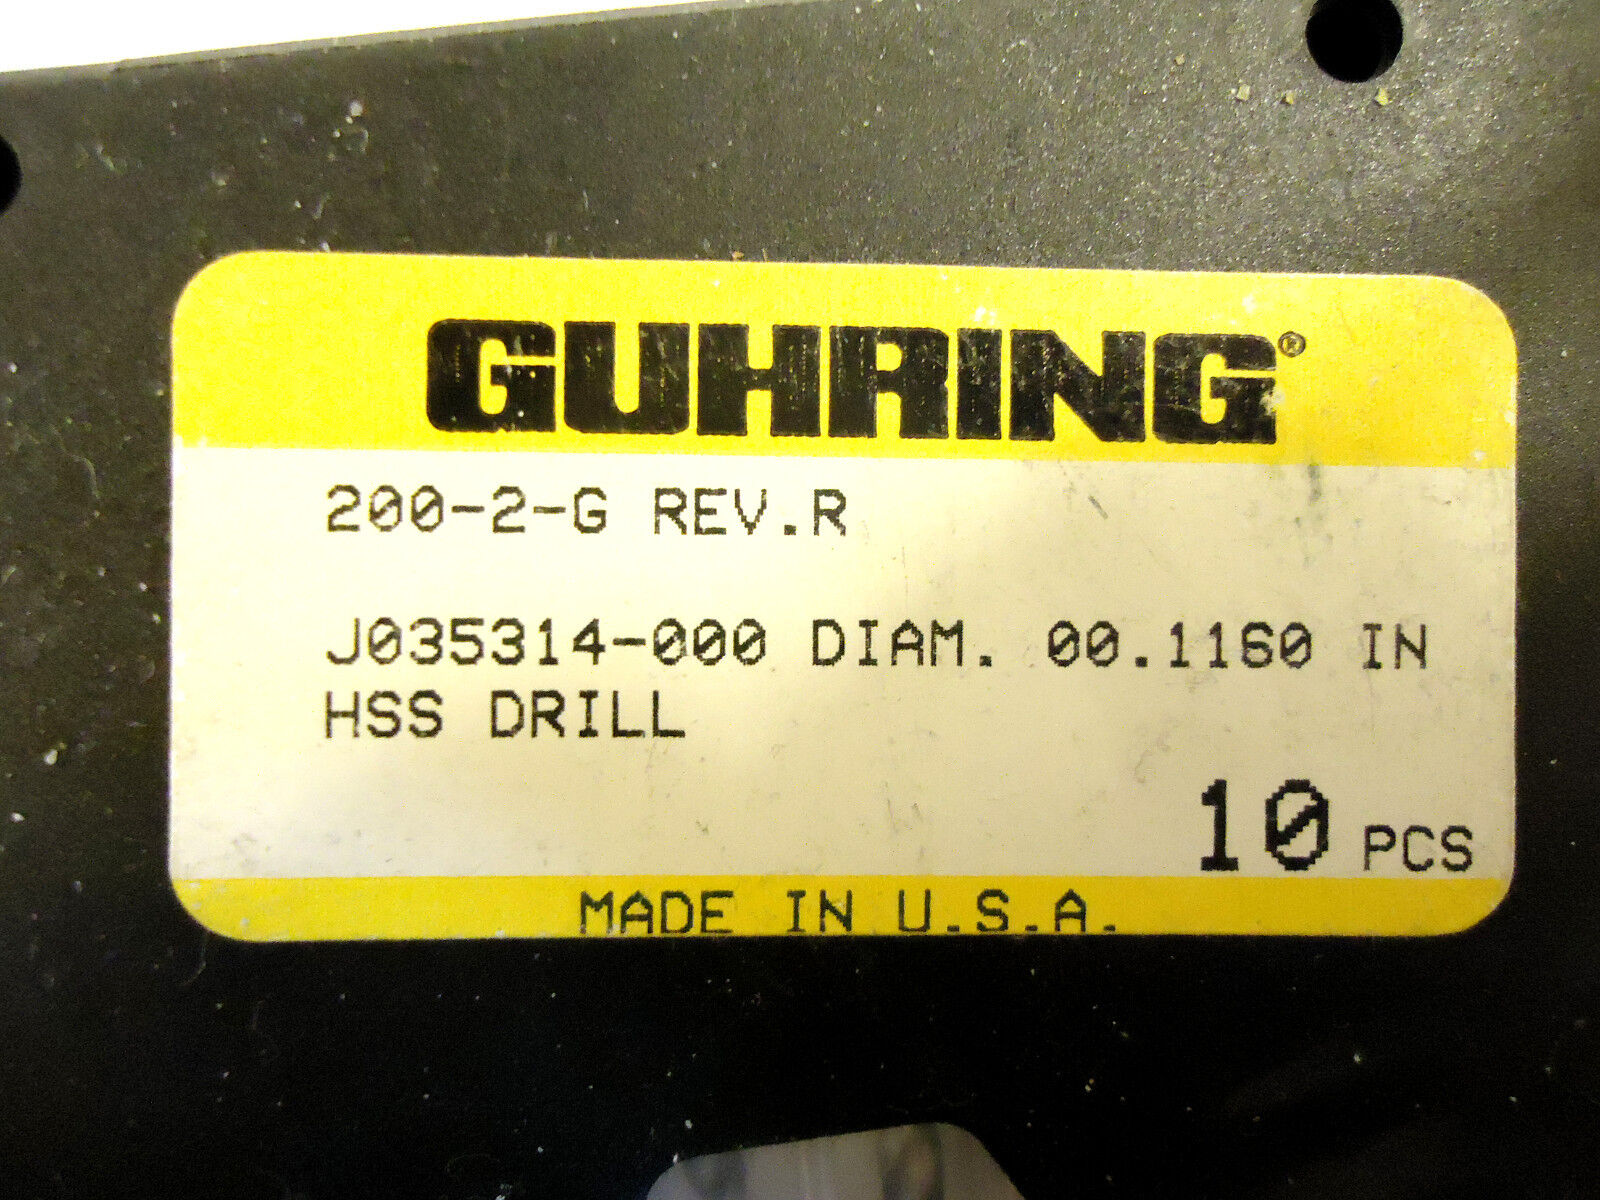 GUHRING®
200-2-G REV.R
J035314-000 DIAM. 00.1160 IN
HSS DRILL
10 PCS
MADE IN U.S.A.